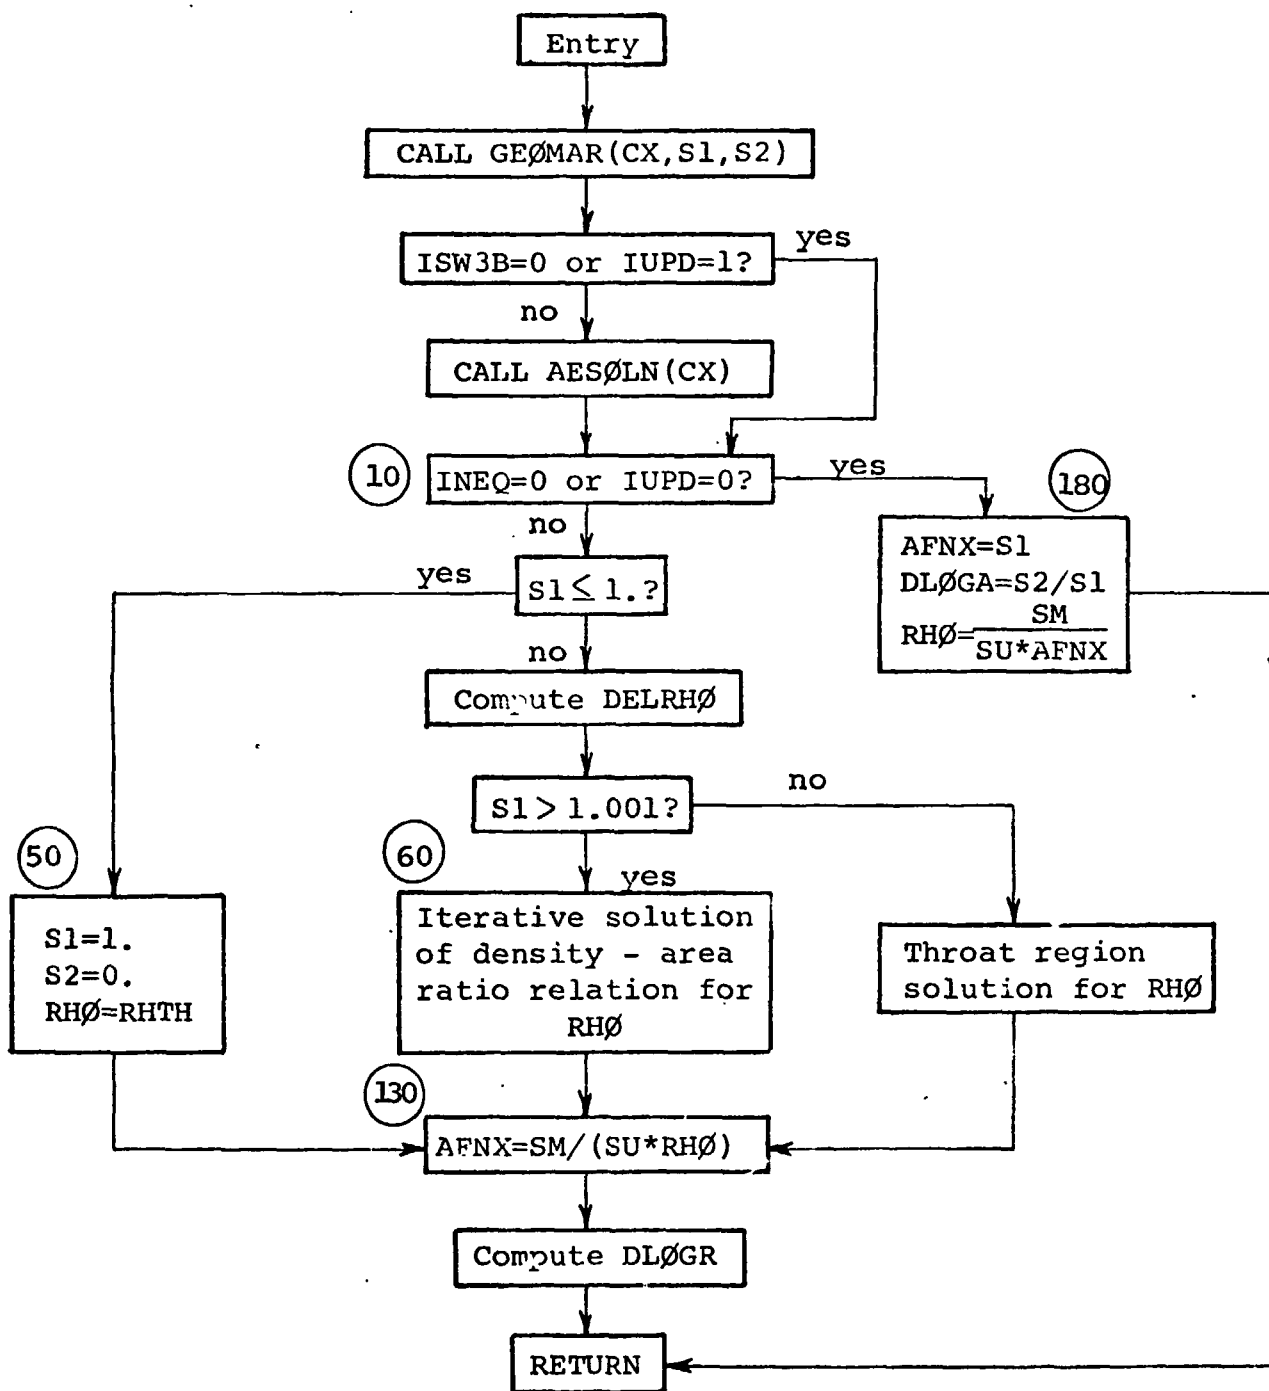 Entry
CALL GEØMAR(CX,S1,S2)
ISW3B=0 or IUPD=1?
yes
no
CALL AESØLN(CX)
10
INEQ=0 or IUPD=0?
yes
180
no
AFNX=S1
DLØGA=S2/S1
RHØ=SM/SU*AFNX
yes
S1≤1.?
no
Compute DELRHØ
S1>1.001?
no
50
60
yes
S1=1.
S2=0.
RHØ=RHTH
Iterative solution
of density - area
ratio relation for
RHØ
Throat region
solution for RHØ
130
AFNX=SM/(SU*RHØ)
Compute DLØGR
RETURN